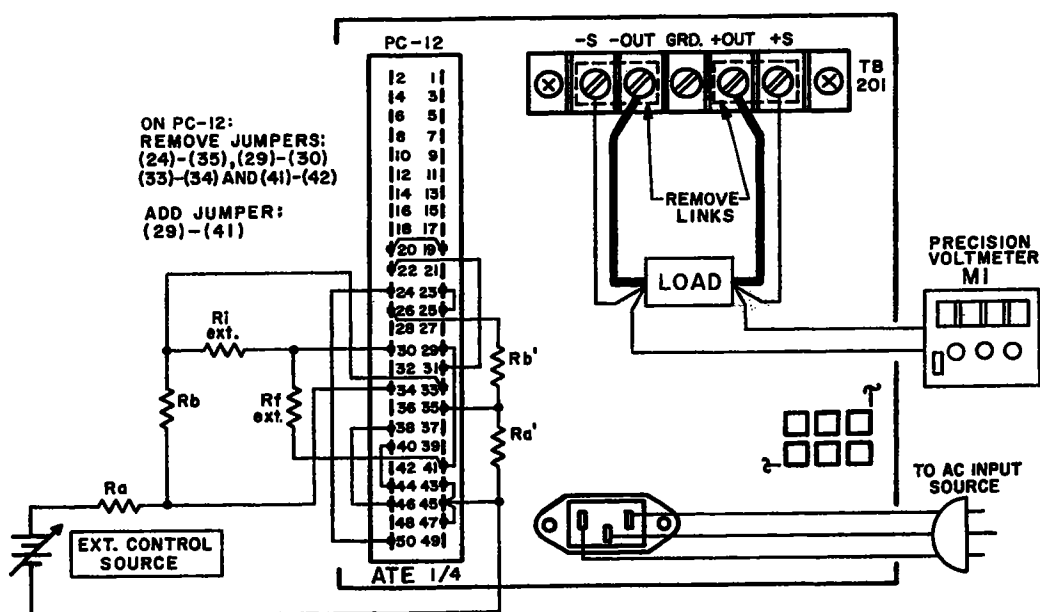 PC-12
2 1
4 3
6 5
8 7
10 9
12 11
14 13
16 15
18 17
20 19
22 21
24 23
26 25
28 27
30 29
32 31
34 33
36 35
38 37
40 39
42 41
44 43
46 45
48 47
50 49
ATE 1/4
ON PC-12:
REMOVE JUMPERS:
(24)-(35),(29)-(30)
(33)-(34) AND (41)-(42)
ADD JUMPER:
(29)-(41)
Ri
ext.
Rb
Rf
ext.
Ra
EXT. CONTROL
SOURCE
Rb'
Ra'
-S -OUT GRD. +OUT +S
TB
201
REMOVE
LINKS
LOAD
PRECISION
VOLTMETER
M1
TO AC INPUT
SOURCE